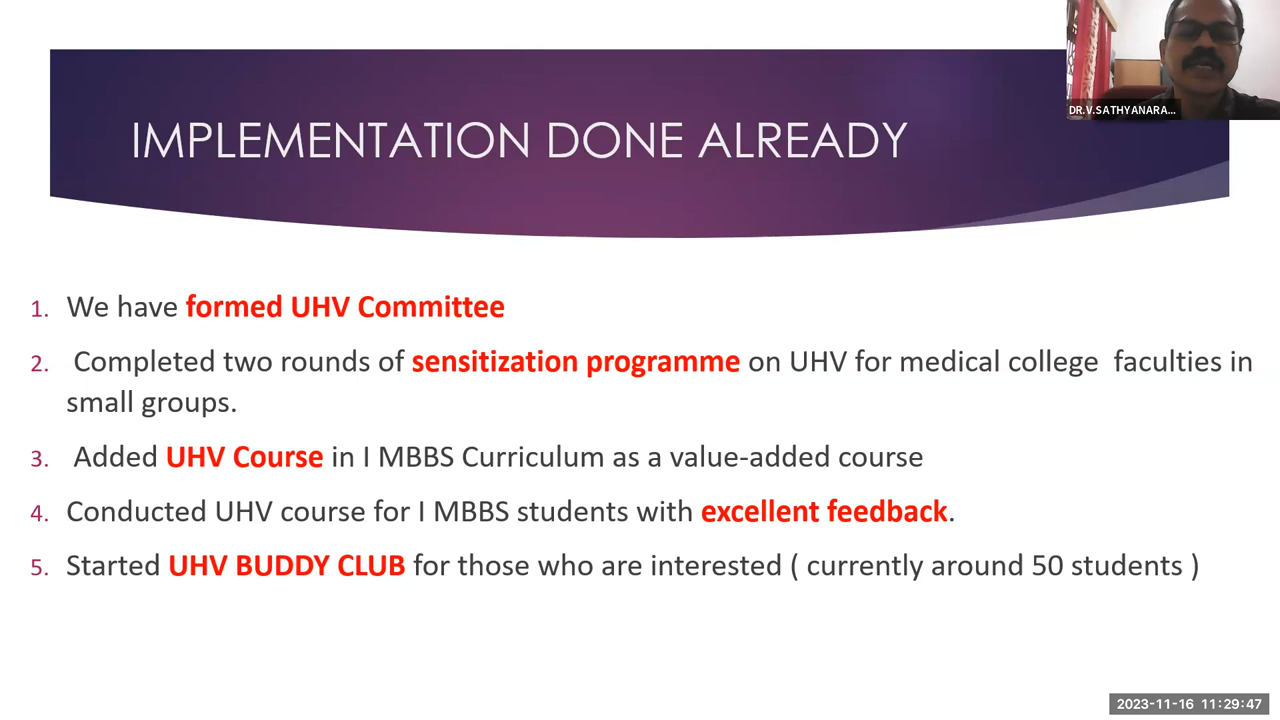 DR.V.SATHYANARA...
IMPLEMENTATION DONE ALREADY
1. We have formed UHV Committee
2. Completed two rounds of sensitization programme on UHV for medical college faculties in
small groups.
3. Added UHV Course in I MBBS Curriculum as a value-added course
4. Conducted UHV course for I MBBS students with excellent feedback.
5. Started UHV BUDDY CLUB for those who are interested ( currently around 50 students )
2023-11-16 11:29:47